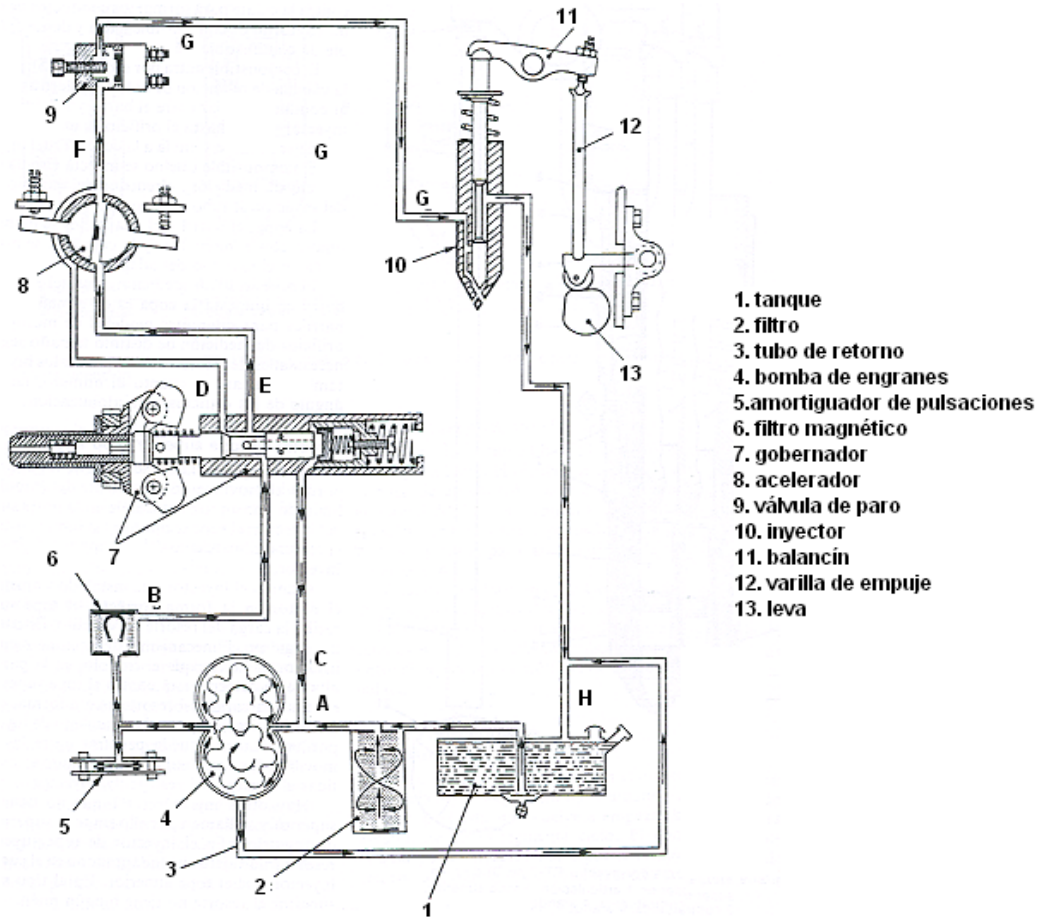 11
G
9
12
F
G
G
10
8
1. tanque
2. filtro
3. tubo de retorno
4. bomba de engranes
5.amortiguador de pulsaciones
6. filtro magnético
7. gobernador
8. acelerador
9. válvula de paro
10. inyector
11. balancín
12. varilla de empuje
13. leva
13
D
E
7
6
B
C
A
H
5
4
3
2
1